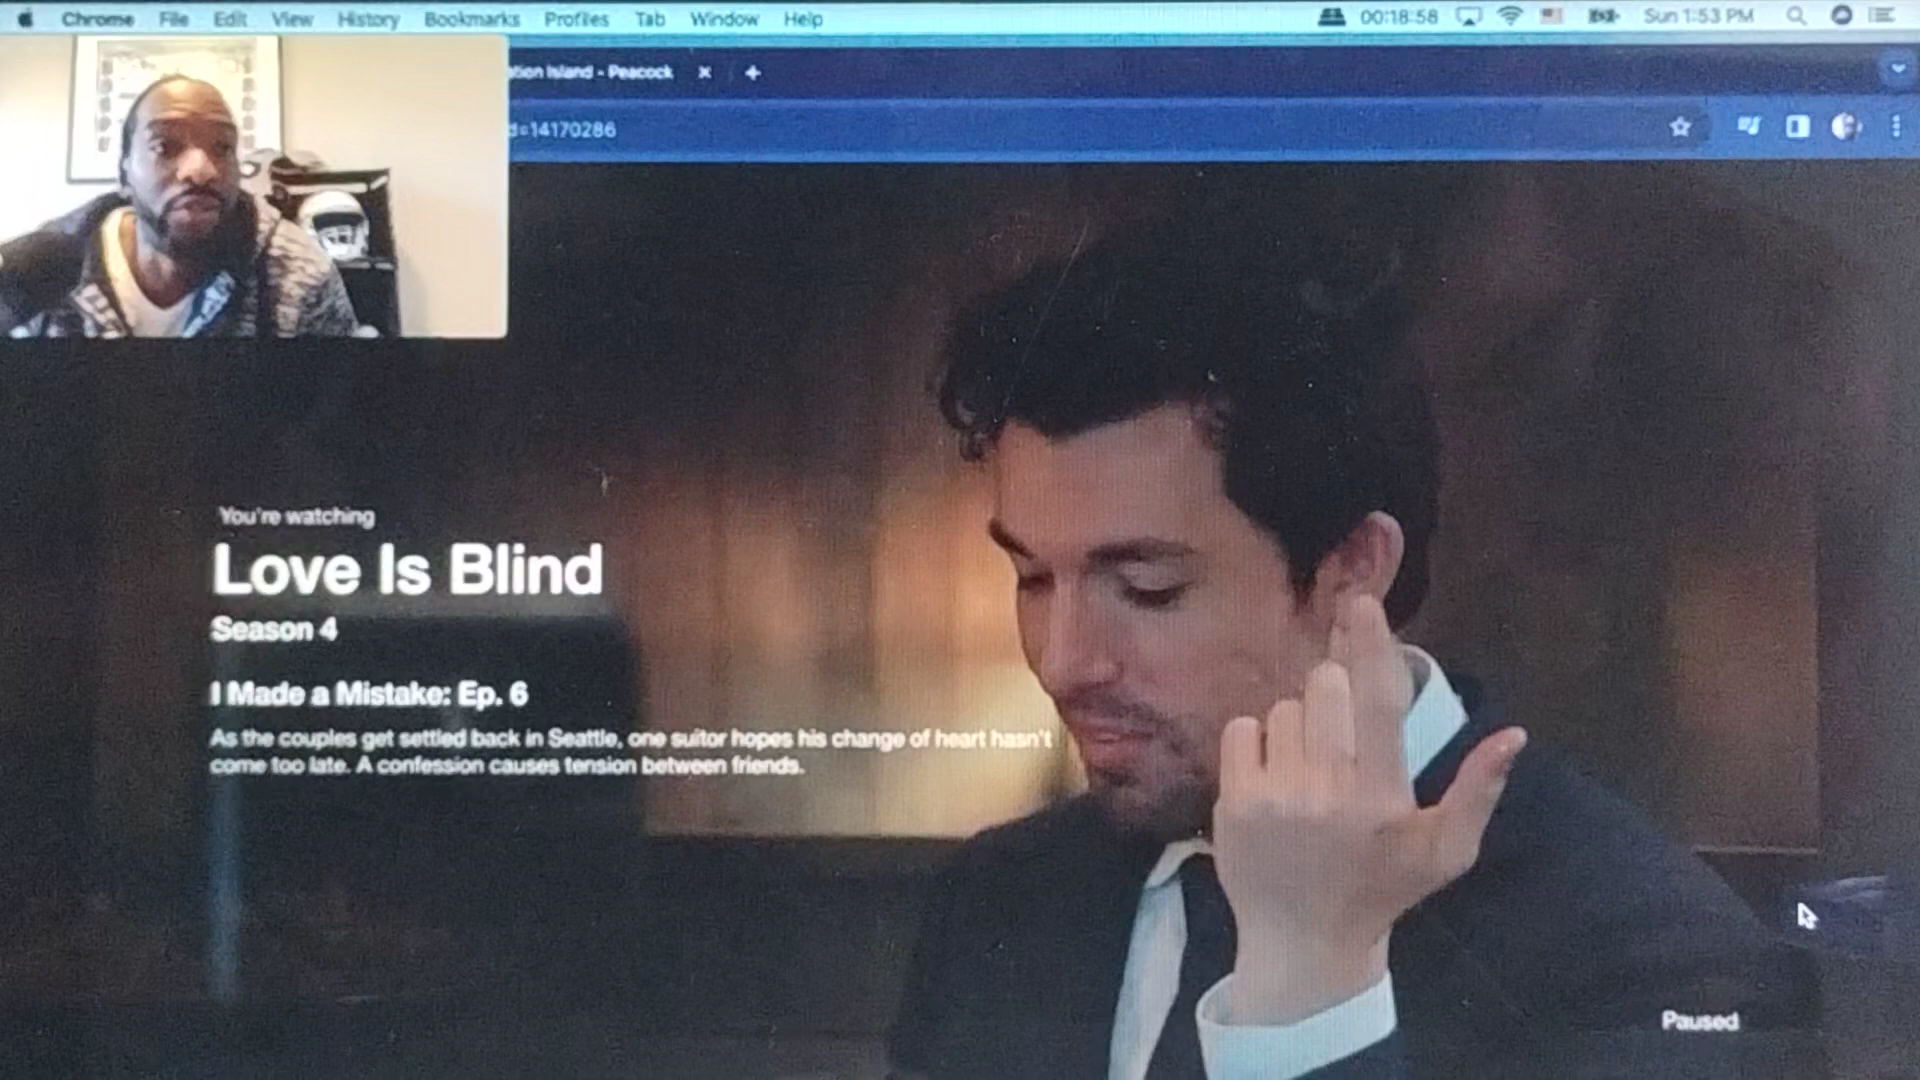 Chrome File Edit View History Bookmarks Profiles Tab Window Help 00:18:58 Sun 1:53 PM
Island - Peacock
d=14170286
You're watching
Love Is Blind
Season 4
I Made a Mistake: Ep. 6
As the couples get settled back in Seattle, one suitor hopes his change of heart hasn't
come too late. A confession causes tension between friends.
Paused